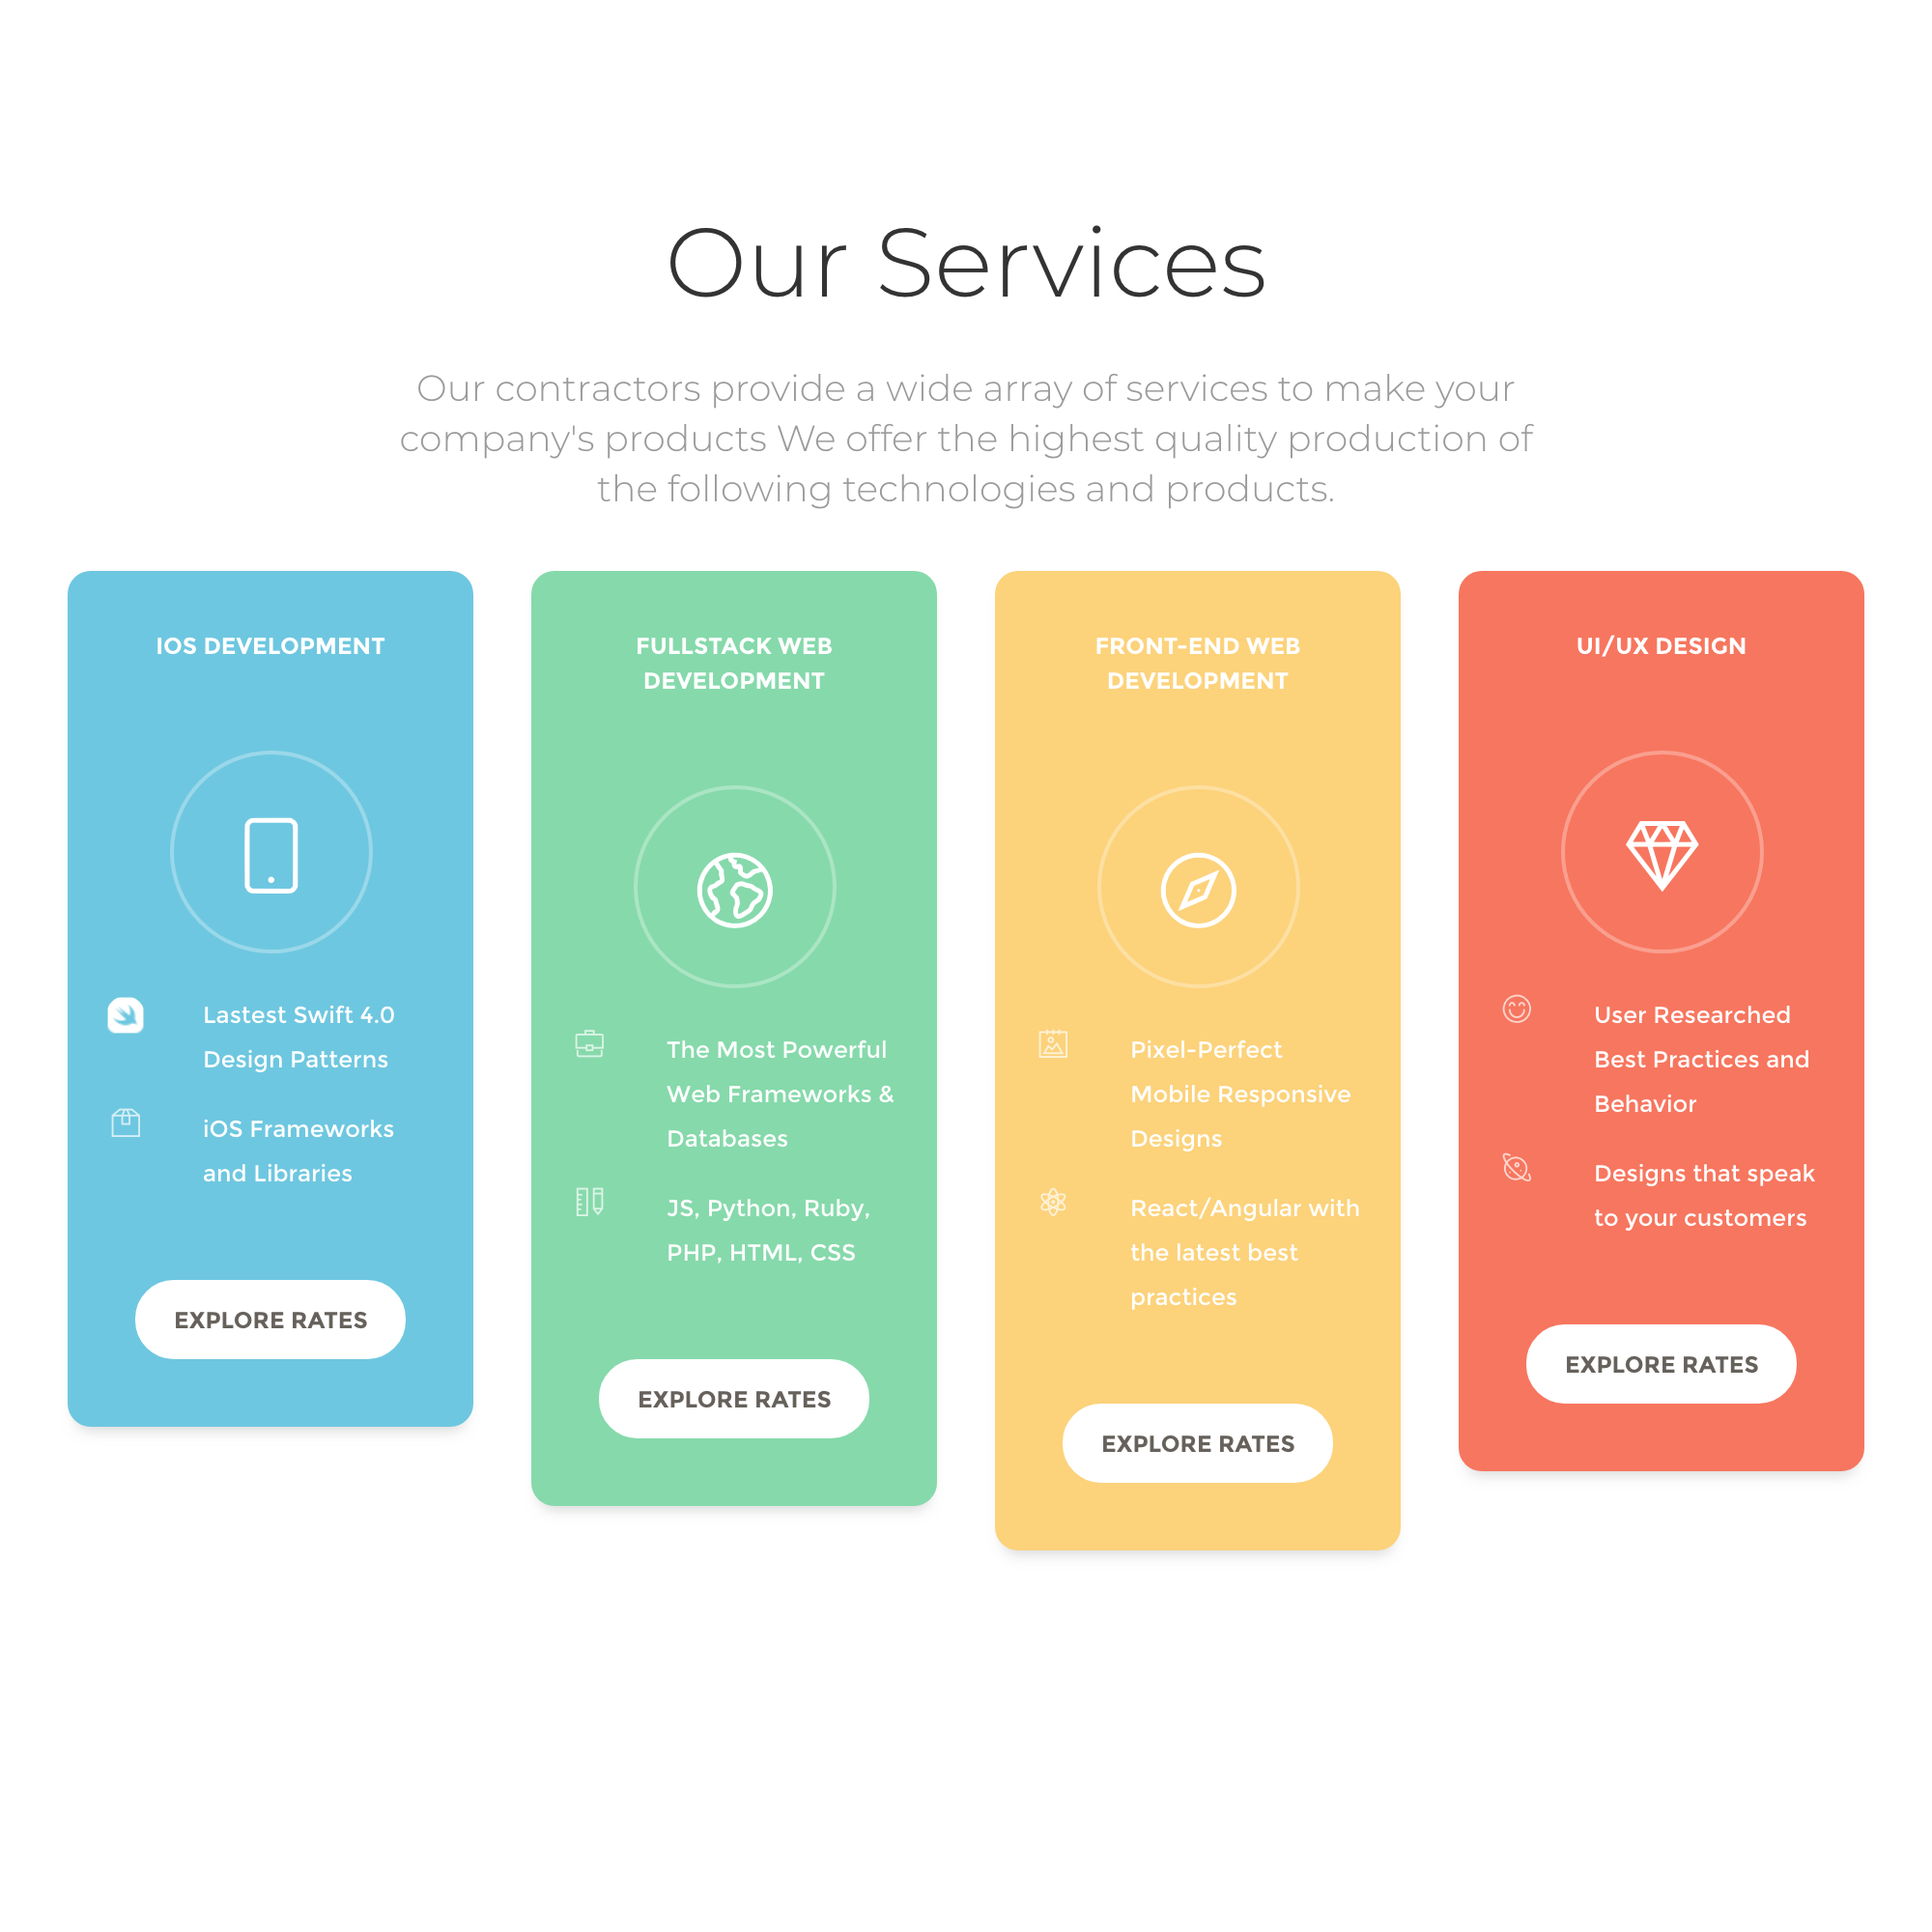 Our Services
Our contractors provide a wide array of services to make your
company's products We offer the highest quality production of
the following technologies and products.
IOS DEVELOPMENT
Lastest Swift 4.0
Design Patterns
iOS Frameworks
and Libraries
EXPLORE RATES
FULLSTACK WEB
DEVELOPMENT
The Most Powerful
Web Frameworks &
Databases
JS, Python, Ruby,
PHP, HTML, CSS
EXPLORE RATES
FRONT-END WEB
DEVELOPMENT
Pixel-Perfect
Mobile Responsive
Designs
React/Angular with
the latest best
practices
EXPLORE RATES
UI/UX DESIGN
User Researched
Best Practices and
Behavior
Designs that speak
to your customers
EXPLORE RATES